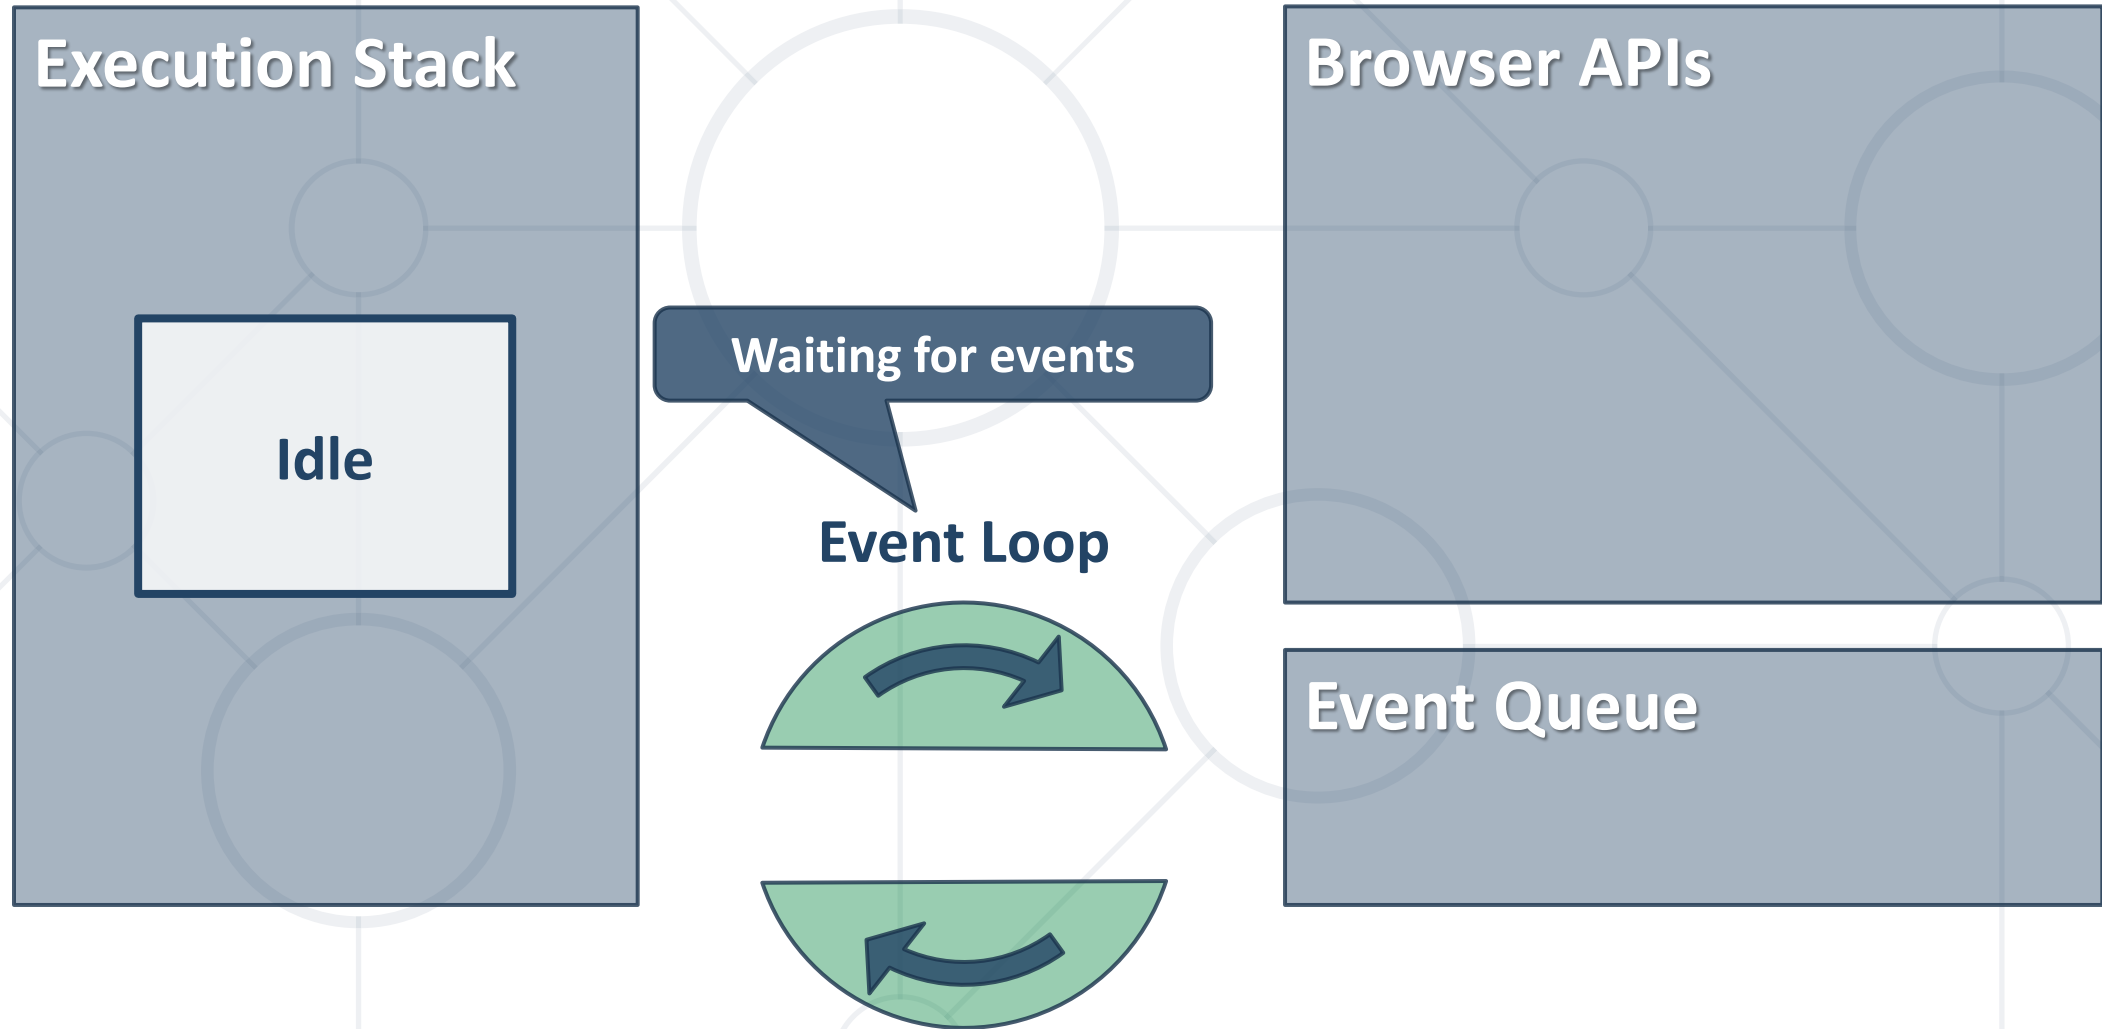 Execution Stack
Idle
Waiting for events
Event Loop
Browser APIs
Event Queue